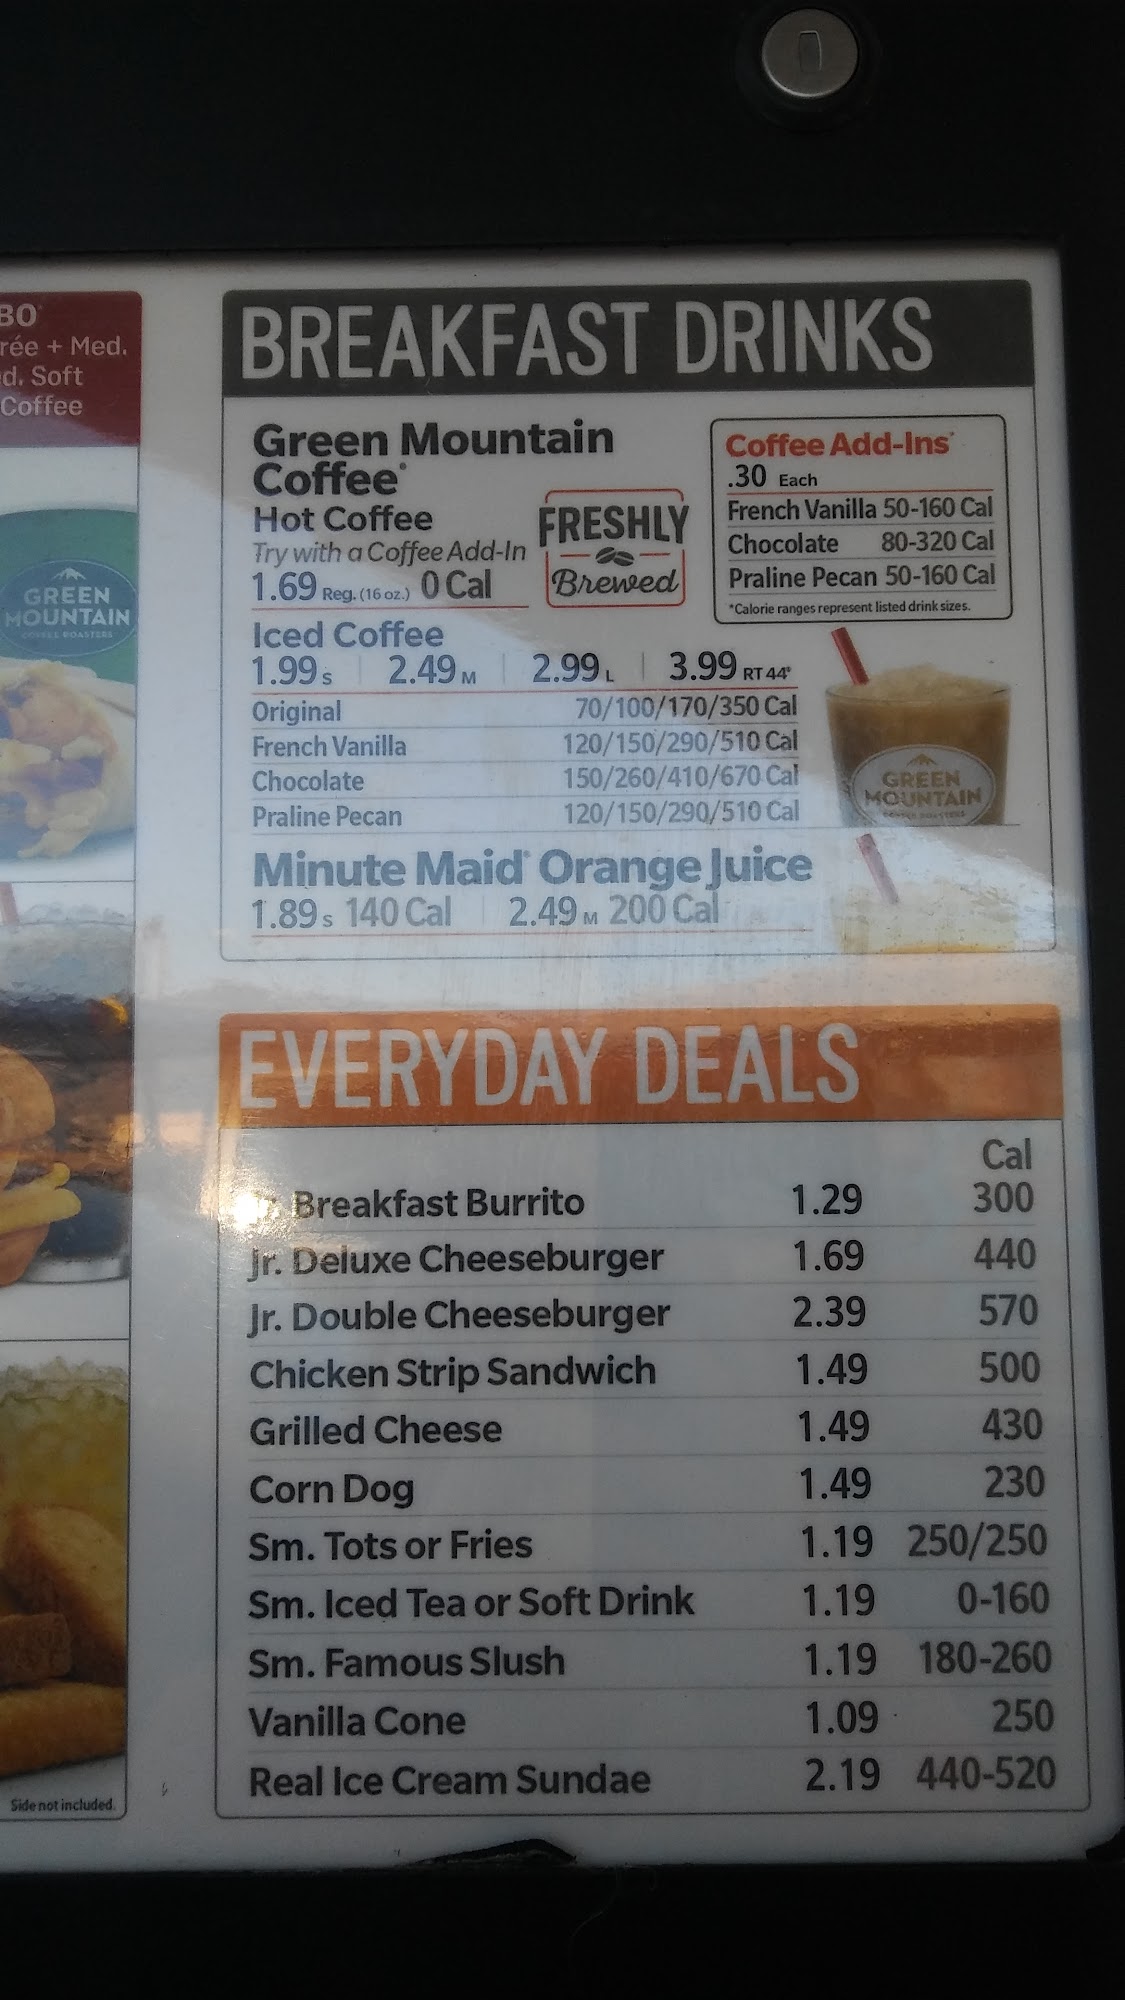 BO
rée + Med.
d. Soft
Coffee
GREEN
MOUNTAIN
COFFEE ROASTERS
Side not included.
BREAKFAST DRINKS
Green Mountain
Coffee®
Hot Coffee
Try with a Coffee Add-In
1.69 Reg. (16 oz.) 0 Cal
FRESHLY
Brewed
Coffee Add-Ins*
.30 Each
French Vanilla 50-160 Cal
Chocolate 80-320 Cal
Praline Pecan 50-160 Cal
*Calorie ranges represent listed drink sizes.
Iced Coffee
1.99 S | 2.49 M | 2.99 L | 3.99 RT 44®
Original 70/100/170/350 Cal
French Vanilla 120/150/290/510 Cal
Chocolate 150/260/410/670 Cal
Praline Pecan 120/150/290/510 Cal
GREEN
MOUNTAIN
COFFEE ROASTERS
Minute Maid® Orange Juice
1.89 S 140 Cal | 2.49 M 200 Cal
EVERYDAY DEALS
Cal
Breakfast Burrito 1.29 300
Jr. Deluxe Cheeseburger 1.69 440
Jr. Double Cheeseburger 2.39 570
Chicken Strip Sandwich 1.49 500
Grilled Cheese 1.49 430
Corn Dog 1.49 230
Sm. Tots or Fries 1.19 250/250
Sm. Iced Tea or Soft Drink 1.19 0-160
Sm. Famous Slush 1.19 180-260
Vanilla Cone 1.09 250
Real Ice Cream Sundae 2.19 440-520